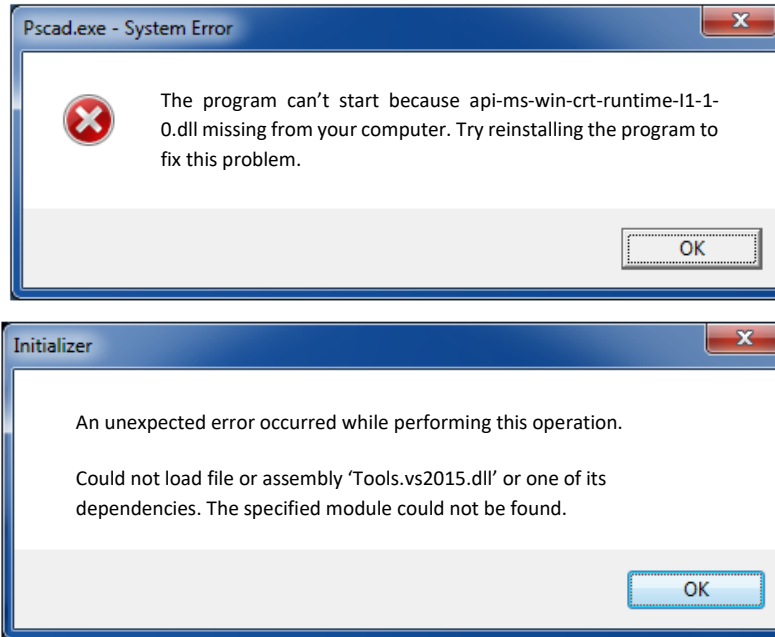 Pscad.exe - System Error
The program can’t start because api-ms-win-crt-runtime-I1-1-
0.dll missing from your computer. Try reinstalling the program to
fix this problem.
OK
Initializer
An unexpected error occurred while performing this operation.
Could not load file or assembly ‘Tools.vs2015.dll’ or one of its
dependencies. The specified module could not be found.
OK